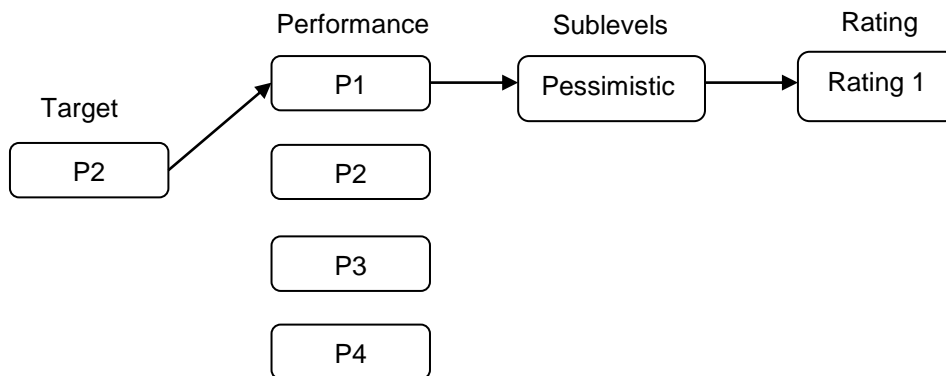 Target
P2
Performance
P1
P2
P3
P4
Sublevels
Pessimistic
Rating
Rating 1